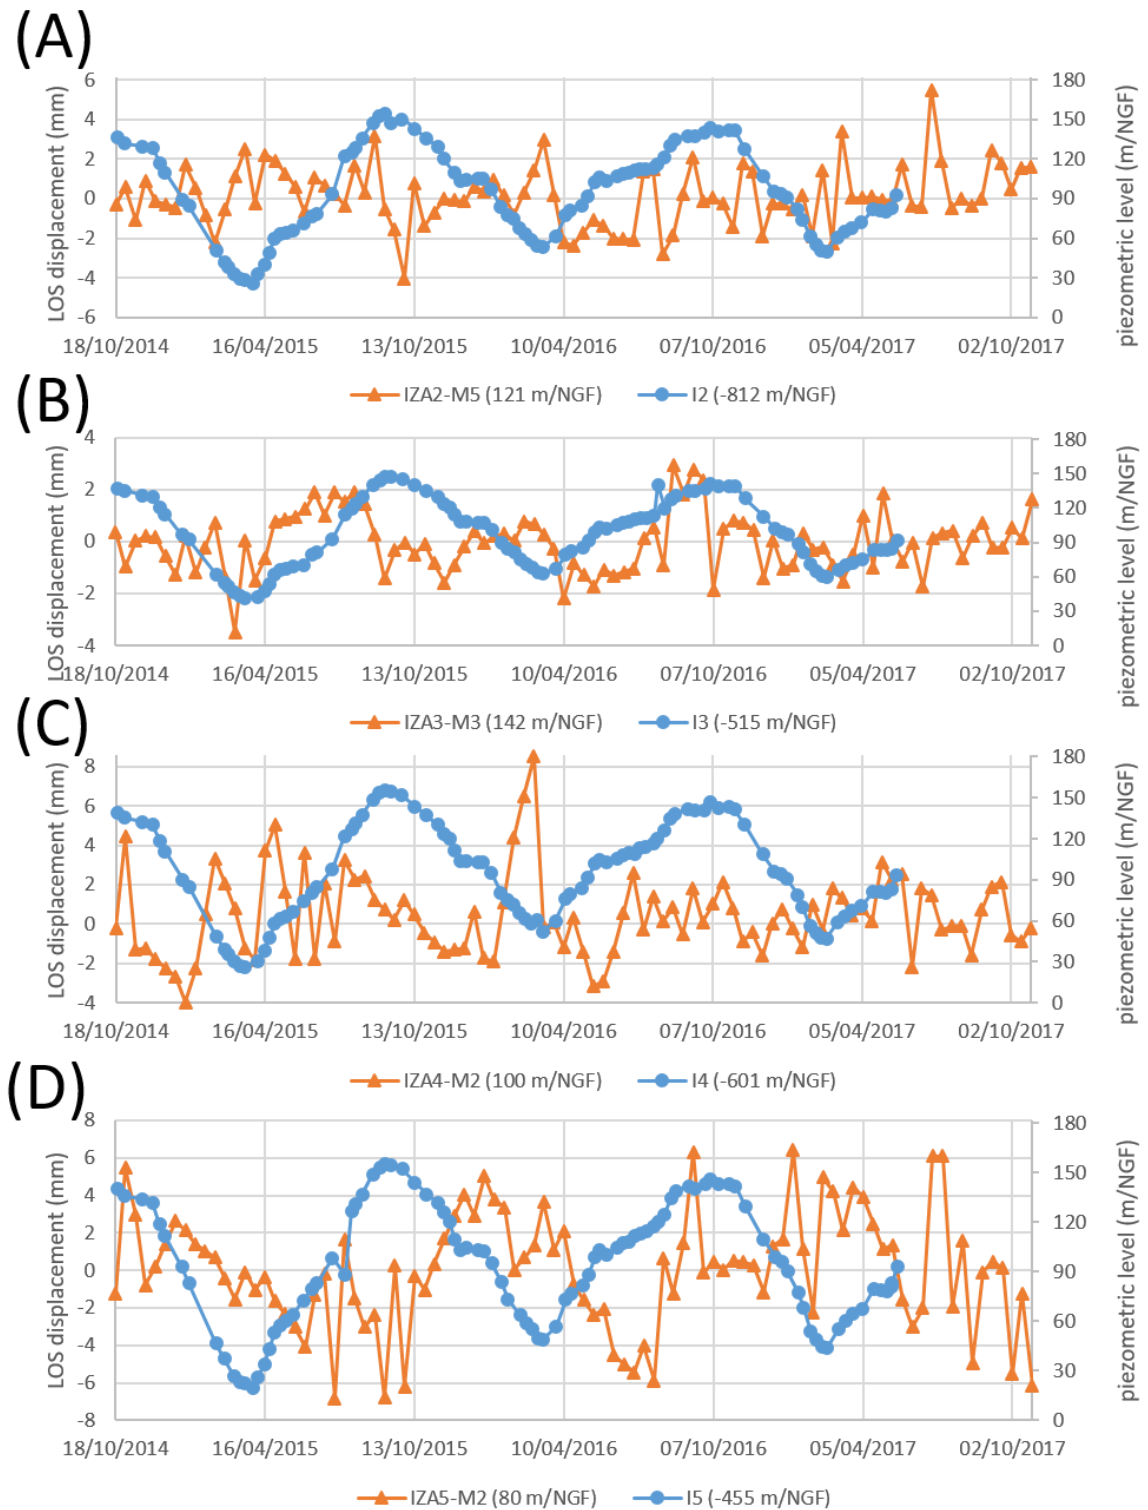 (A)
LOS displacement (mm)
6
4
2
0
-2
-4
-6
180
150
120
90
60
30
0
piezometric level (m/NGF)
18/10/2014 16/04/2015 13/10/2015 10/04/2016 07/10/2016 05/04/2017 02/10/2017
IZA2-M5 (121 m/NGF) I2 (-812 m/NGF)
(B)
LOS displacement (mm)
4
2
0
-2
-4
180
150
120
90
60
30
0
piezometric level (m/NGF)
18/10/2014 16/04/2015 13/10/2015 10/04/2016 07/10/2016 05/04/2017 02/10/2017
IZA3-M3 (142 m/NGF) I3 (-515 m/NGF)
(C)
LOS displacement (mm)
8
6
4
2
0
-2
-4
180
150
120
90
60
30
0
piezometric level (m/NGF)
18/10/2014 16/04/2015 13/10/2015 10/04/2016 07/10/2016 05/04/2017 02/10/2017
IZA4-M2 (100 m/NGF) I4 (-601 m/NGF)
(D)
LOS displacement (mm)
8
6
4
2
0
-2
-4
-6
-8
180
150
120
90
60
30
0
piezometric level (m/NGF)
18/10/2014 16/04/2015 13/10/2015 10/04/2016 07/10/2016 05/04/2017 02/10/2017
IZA5-M2 (80 m/NGF) I5 (-455 m/NGF)